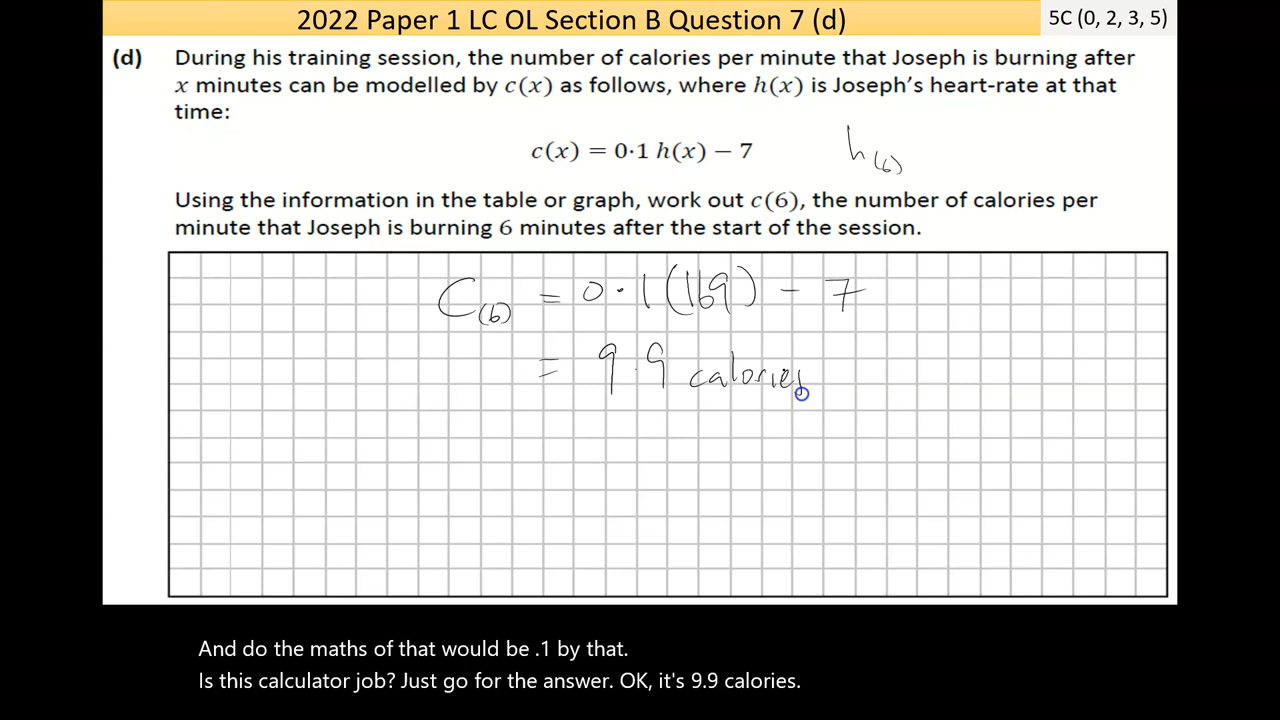 2022 Paper 1 LC OL Section B Question 7 (d)
5C (0, 2, 3, 5)
(d) During his training session, the number of calories per minute that Joseph is burning after
x minutes can be modelled by c(x) as follows, where h(x) is Joseph's heart-rate at that
time:
c(x) = 0·1 h(x) − 7
h(6)
Using the information in the table or graph, work out c(6), the number of calories per
minute that Joseph is burning 6 minutes after the start of the session.
C(6) = 0·1(169) - 7
= 9.9 calories
And do the maths of that would be .1 by that.
Is this calculator job? Just go for the answer. OK, it's 9.9 calories.